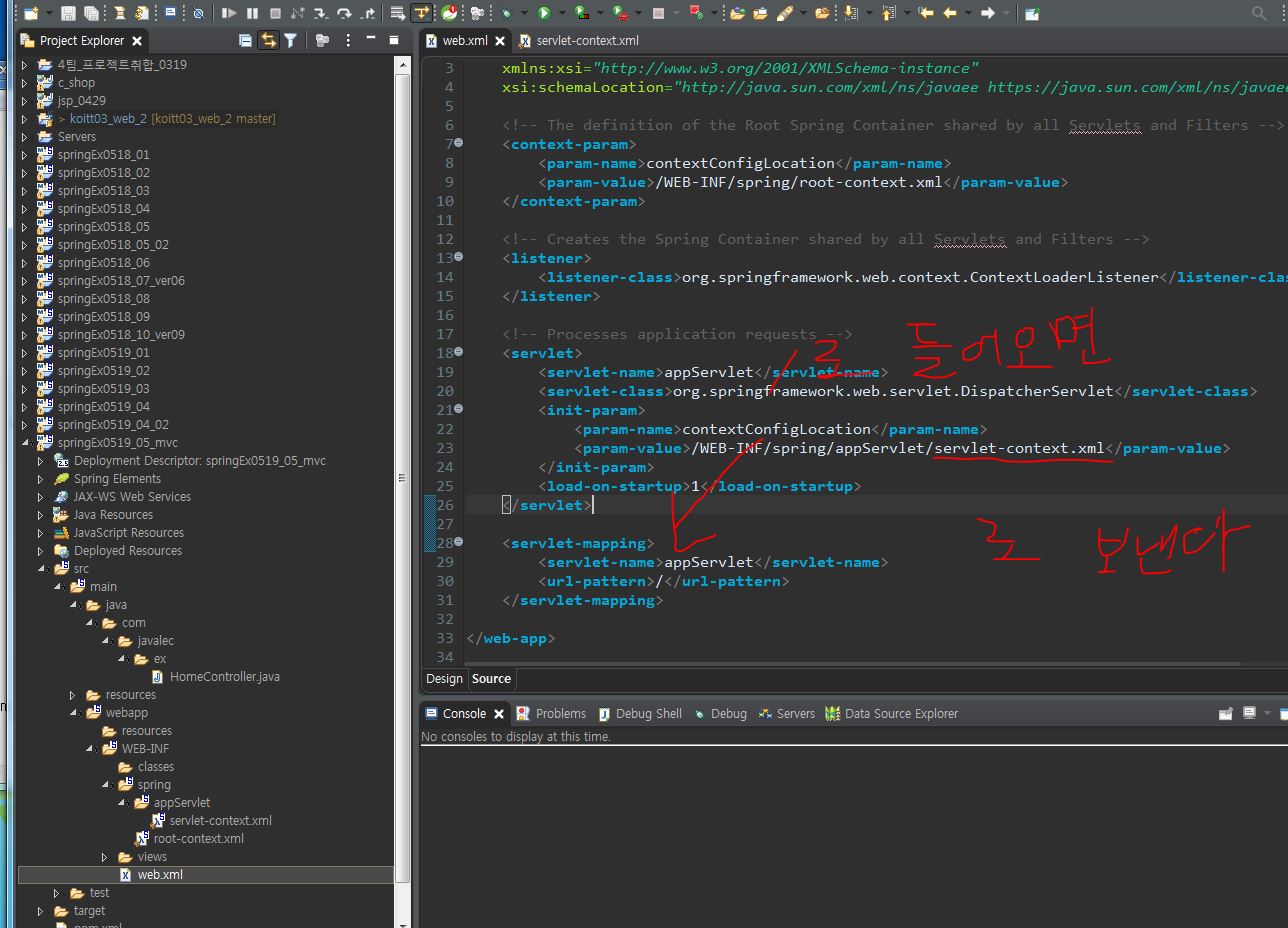 Project Explorer
4팀_프로젝트취합_0319
c_shop
jsp_0429
> koitt03_web_2 [koitt03_web_2 master]
Servers
springEx0518_01
springEx0518_02
springEx0518_03
springEx0518_04
springEx0518_05
springEx0518_05_02
springEx0518_06
springEx0518_07_ver06
springEx0518_08
springEx0518_09
springEx0518_10_ver09
springEx0519_01
springEx0519_02
springEx0519_03
springEx0519_04
springEx0519_04_02
springEx0519_05_mvc
Deployment Descriptor: springEx0519_05_mvc
Spring Elements
JAX-WS Web Services
Java Resources
JavaScript Resources
Deployed Resources
src
main
java
com
javalec
ex
HomeController.java
resources
webapp
resources
WEB-INF
classes
spring
appServlet
servlet-context.xml
root-context.xml
views
web.xml
test
target
web.xml servlet-context.xml
3 xmlns:xsi="http://www.w3.org/2001/XMLSchema-instance"
4 xsi:schemaLocation="http://java.sun.com/xml/ns/javaee https://java.sun.com/xml/ns/javaee
5
6 <!-- The definition of the Root Spring Container shared by all Servlets and Filters -->
7 <context-param>
8 <param-name>contextConfigLocation</param-name>
9 <param-value>/WEB-INF/spring/root-context.xml</param-value>
10 </context-param>
11
12 <!-- Creates the Spring Container shared by all Servlets and Filters -->
13 <listener>
14 <listener-class>org.springframework.web.context.ContextLoaderListener</listener-clas
15 </listener>
16
17 <!-- Processes application requests -->
18 <servlet>
/로 들어오면
19 <servlet-name>appServlet</servlet-name>
20 <servlet-class>org.springframework.web.servlet.DispatcherServlet</servlet-class>
21 <init-param>
22 <param-name>contextConfigLocation</param-name>
23 <param-value>/WEB-INF/spring/appServlet/servlet-context.xml</param-value>
24 </init-param>
25 <load-on-startup>1</load-on-startup>
26 </servlet>
27
로 보낸다
28 <servlet-mapping>
29 <servlet-name>appServlet</servlet-name>
30 <url-pattern>/</url-pattern>
31 </servlet-mapping>
32
33 </web-app>
34
Design Source
Console Problems Debug Shell Debug Servers Data Source Explorer
No consoles to display at this time.